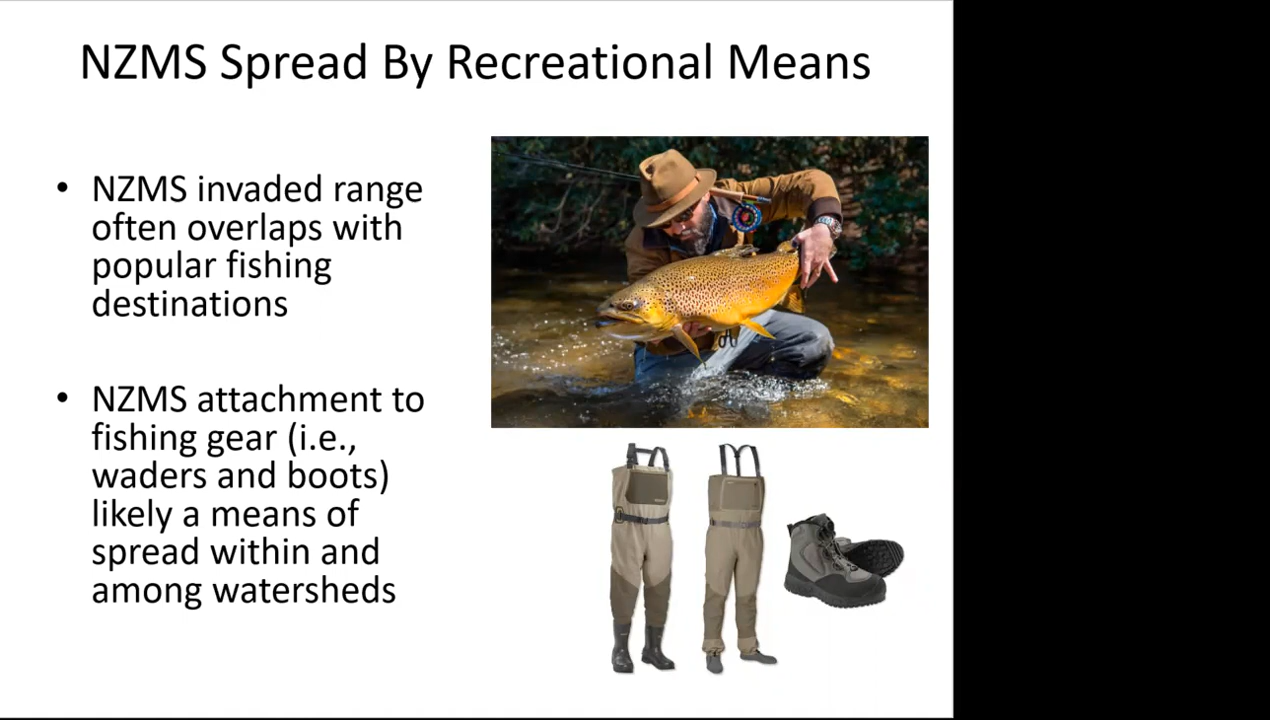 NZMS Spread By Recreational Means
• NZMS invaded range
often overlaps with
popular fishing
destinations
• NZMS attachment to
fishing gear (i.e.,
waders and boots)
likely a means of
spread within and
among watersheds